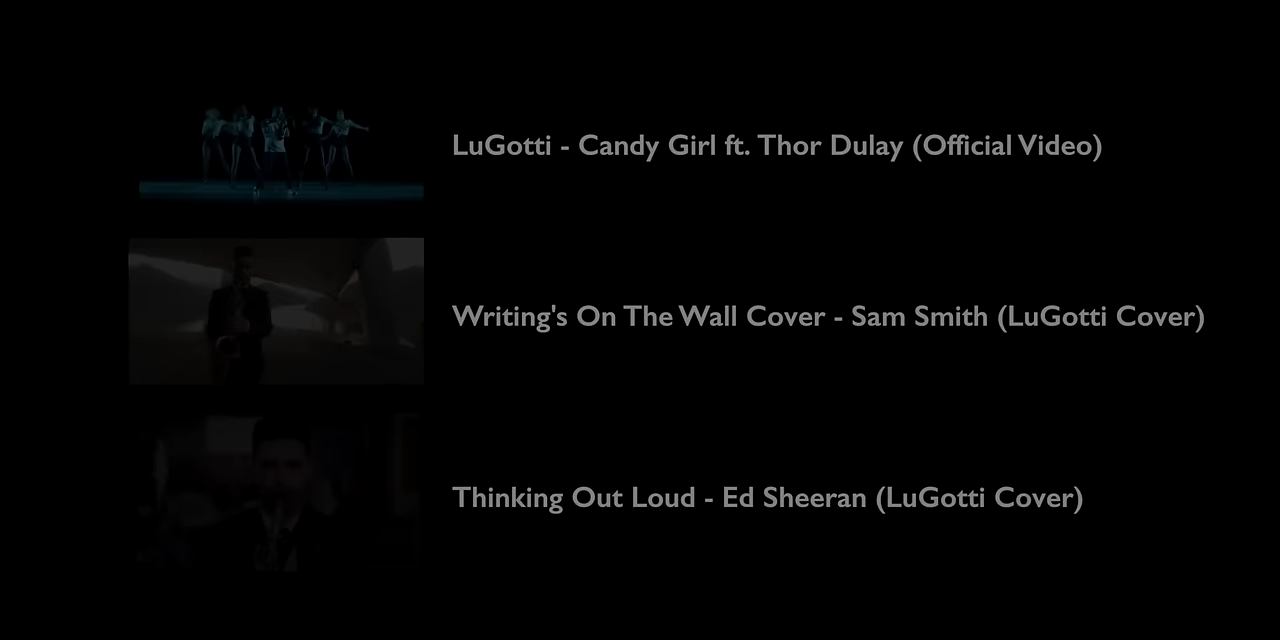 LuGotti - Candy Girl ft. Thor Dulay (Official Video)
Writing's On The Wall Cover - Sam Smith (LuGotti Cover)
Thinking Out Loud - Ed Sheeran (LuGotti Cover)